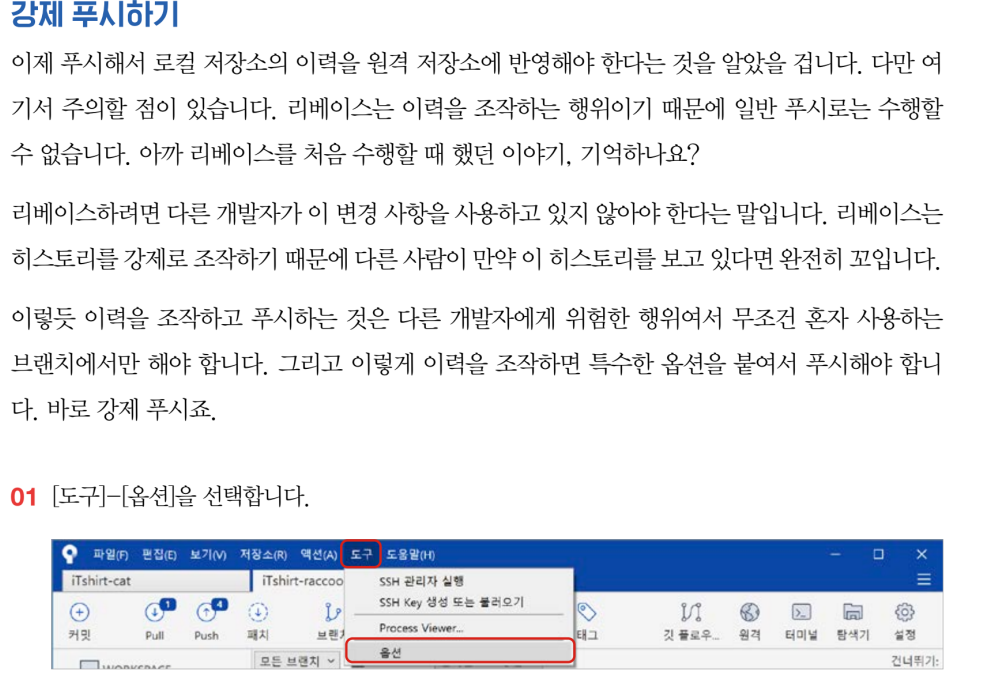 강제 푸시하기
이제 푸시해서 로컬 저장소의 이력을 원격 저장소에 반영해야 한다는 것을 알았을 겁니다. 다만 여
기서 주의할 점이 있습니다. 리베이스는 이력을 조작하는 행위이기 때문에 일반 푸시로는 수행할
수 없습니다. 아까 리베이스를 처음 수행할 때 했던 이야기, 기억하나요?
리베이스하려면 다른 개발자가 이 변경 사항을 사용하고 있지 않아야 한다는 말입니다. 리베이스는
히스토리를 강제로 조작하기 때문에 다른 사람이 만약 이 히스토리를 보고 있다면 완전히 꼬입니다.
이렇듯 이력을 조작하고 푸시하는 것은 다른 개발자에게 위험한 행위여서 무조건 혼자 사용하는
브랜치에서만 해야 합니다. 그리고 이렇게 이력을 조작하면 특수한 옵션을 붙여서 푸시해야 합니
다. 바로 강제 푸시죠.
01 [도구]-[옵션]을 선택합니다.
파일(F) 편집(E) 보기(V) 저장소(R) 액션(A) 도구 도움말(H)
iTshirt-cat iTshirt-raccoo
SSH 관리자 실행
SSH Key 생성 또는 불러오기
Process Viewer...
옵션
1 4
커밋 Pull Push 패치 브랜치 태그 깃 플로우... 원격 터미널 탐색기 설정
WORKSPACE 모든 브랜치 건너뛰기: